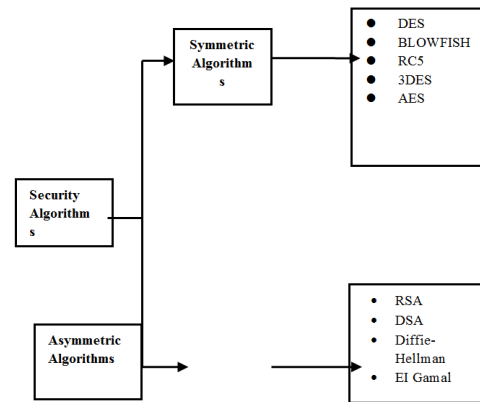 Symmetric
Algorithm
s
● DES
● BLOWFISH
● RC5
● 3DES
● AES
Security
Algorithm
s
Asymmetric
Algorithms
• RSA
• DSA
• Diffie-
Hellman
• EI Gamal